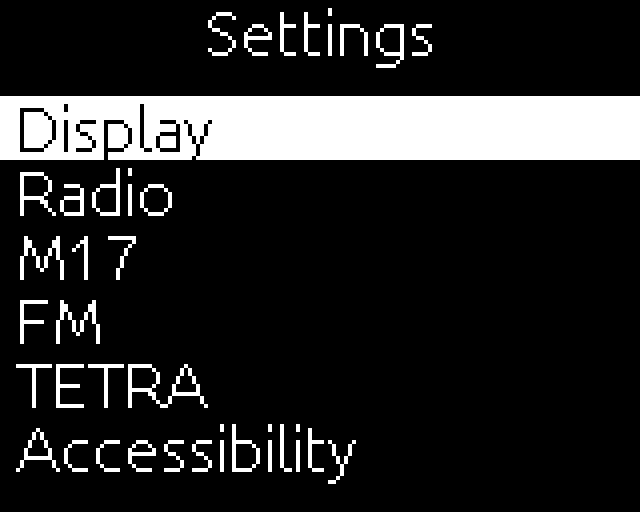 Settings
Display
Radio
M17
FM
TETRA
Accessibility